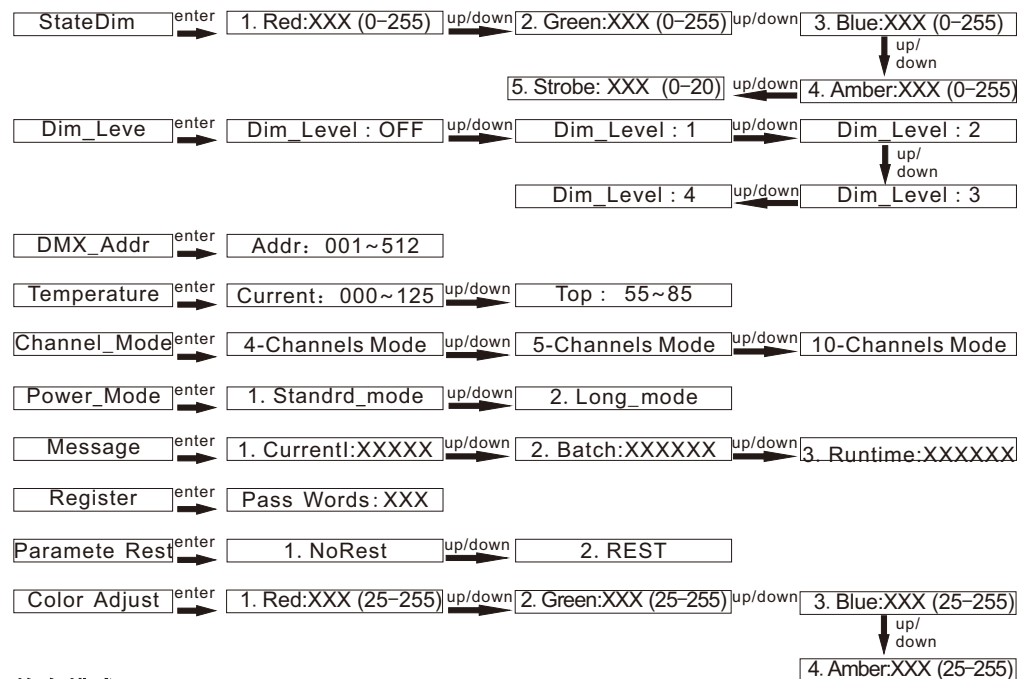 StateDim enter 1. Red:XXX (0-255) up/down 2. Green:XXX (0-255) up/down 3. Blue:XXX (0-255)
up/
down
5. Strobe: XXX (0-20) up/down 4. Amber:XXX (0-255)
Dim_Leve enter Dim_Level : OFF up/down Dim_Level : 1 up/down Dim_Level : 2
up/
down
Dim_Level : 4 up/down Dim_Level : 3
DMX_Addr enter Addr: 001~512
Temperature enter Current: 000~125 up/down Top : 55~85
Channel_Mode enter 4-Channels Mode up/down 5-Channels Mode up/down 10-Channels Mode
Power_Mode enter 1. Standrd_mode up/down 2. Long_mode
Message enter 1. CurrentI:XXXXX up/down 2. Batch:XXXXXX up/down 3. Runtime:XXXXXX
Register enter Pass Words: XXX
Paramete Rest enter 1. NoRest up/down 2. REST
Color Adjust enter 1. Red:XXX (25-255) up/down 2. Green:XXX (25-255) up/down 3. Blue:XXX (25-255)
up/
down
4. Amber:XXX (25-255)